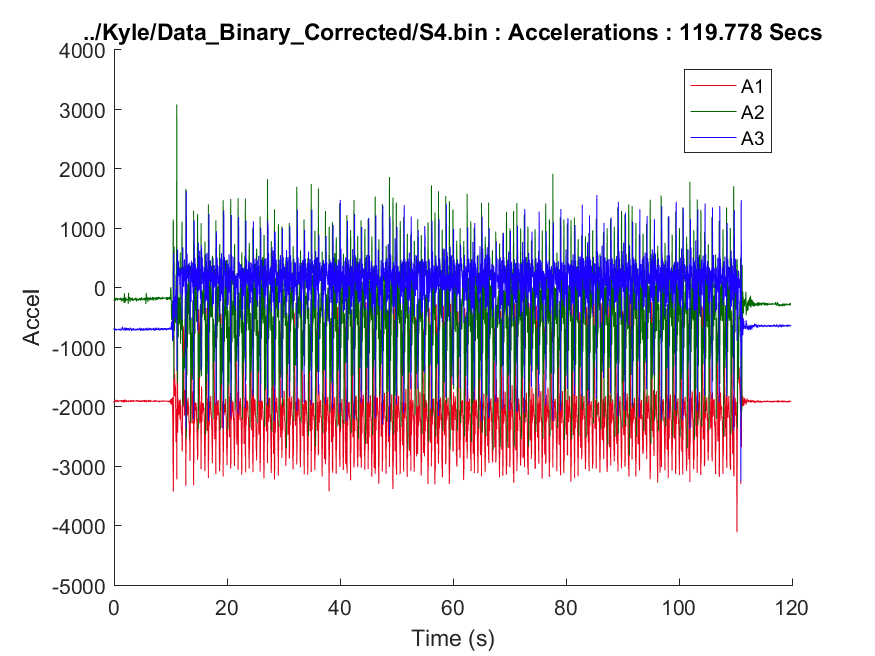 ../Kyle/Data_Binary_Corrected/S4.bin : Accelerations : 119.778 Secs
4000
3000
2000
1000
0
-1000
-2000
-3000
-4000
-5000
Accel
A1
A2
A3
0 20 40 60 80 100 120
Time (s)